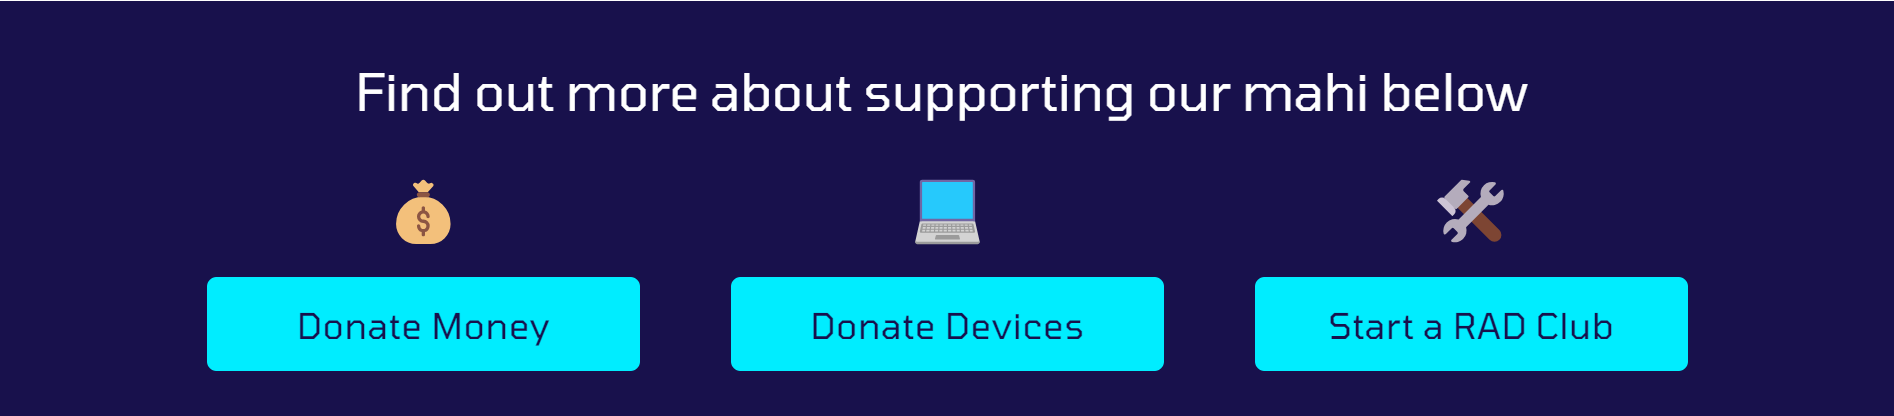 Find out more about supporting our mahi below
$
Donate Money
Donate Devices
Start a RAD Club